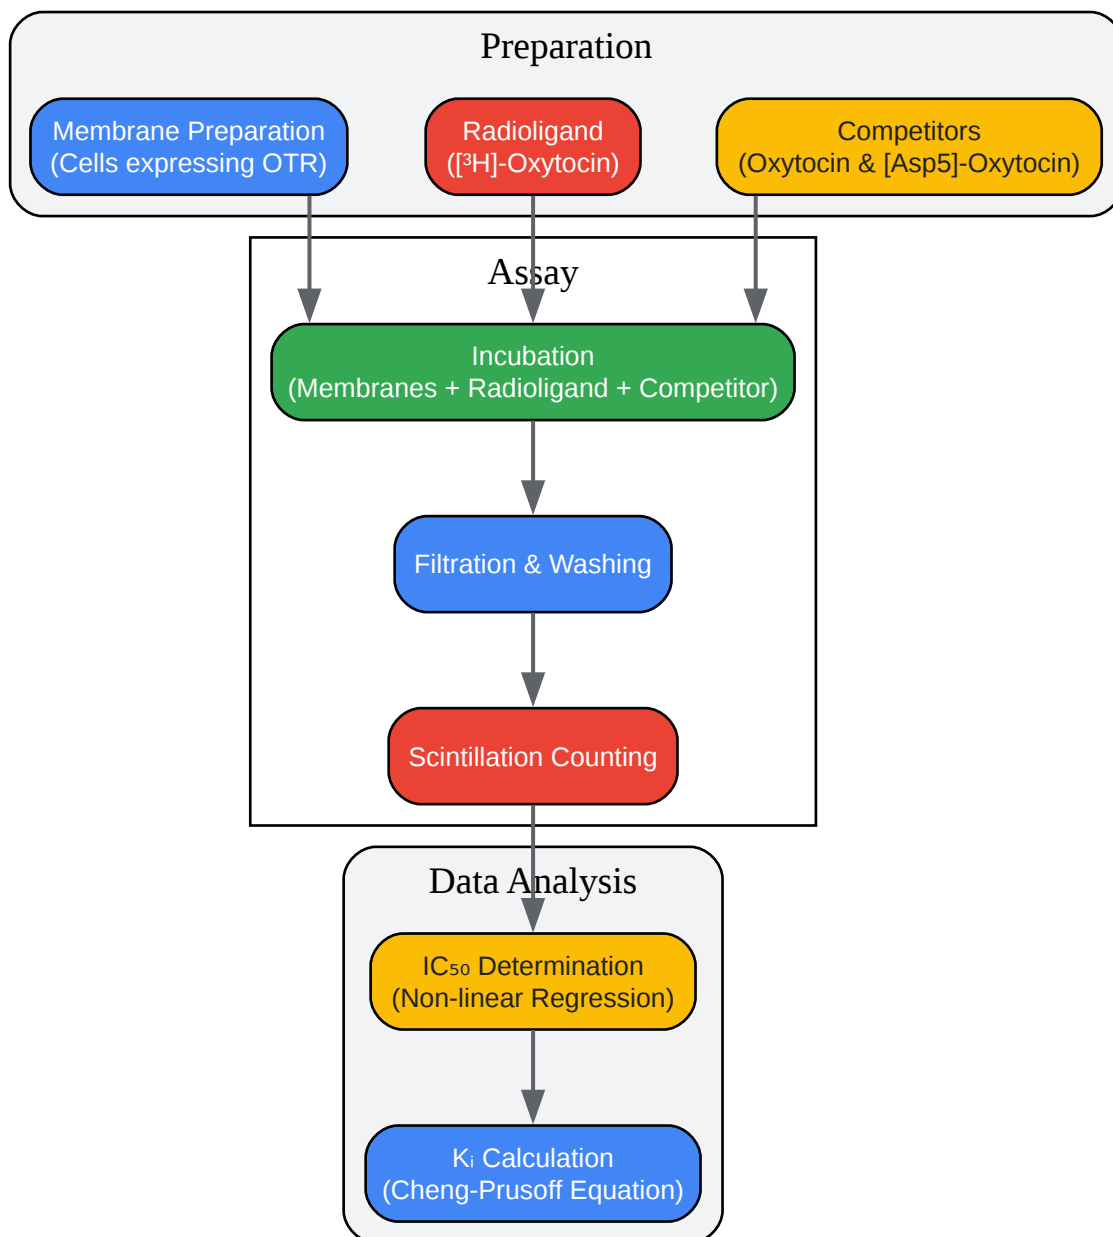 Preparation
Membrane Preparation
(Cells expressing OTR)
Radioligand
([³H]-Oxytocin)
Competitors
(Oxytocin & [Asp5]-Oxytocin)
Assay
Incubation
(Membranes + Radioligand + Competitor)
Filtration & Washing
Scintillation Counting
Data Analysis
IC₅₀ Determination
(Non-linear Regression)
Kᵢ Calculation
(Cheng-Prusoff Equation)